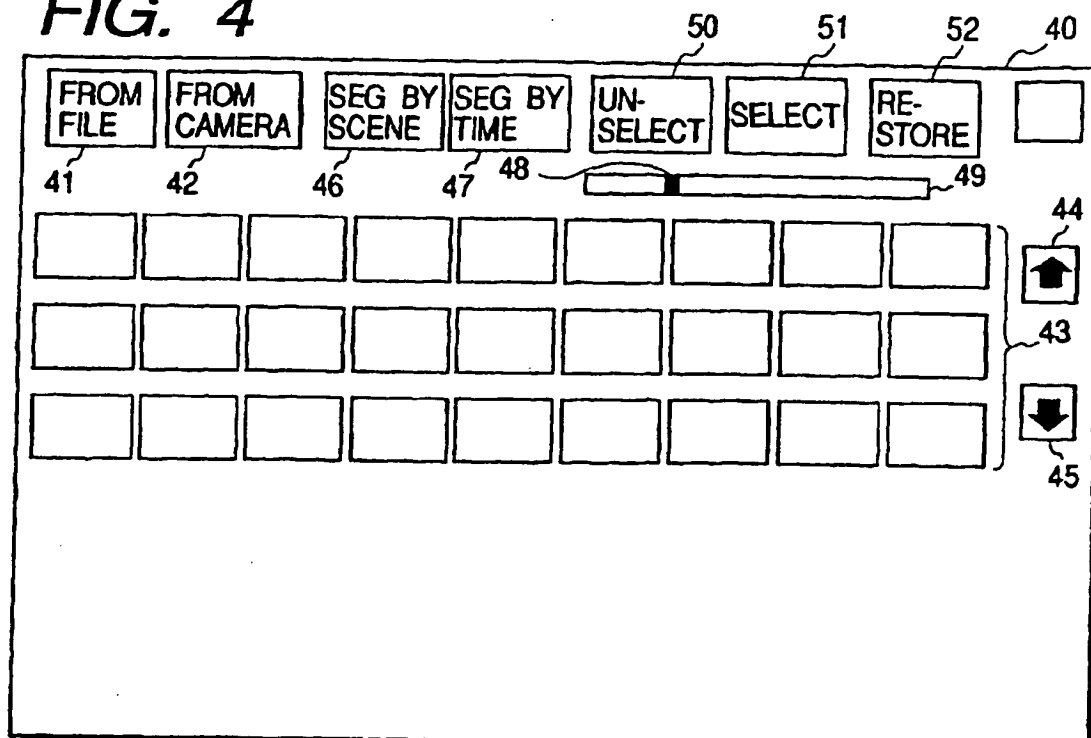 FIG. 4
50 51 52 40
FROM FILE
FROM CAMERA
SEG BY SCENE
SEG BY TIME
UN-SELECT
SELECT
RE-STORE
41 42 46 47 48 49
44
43
45